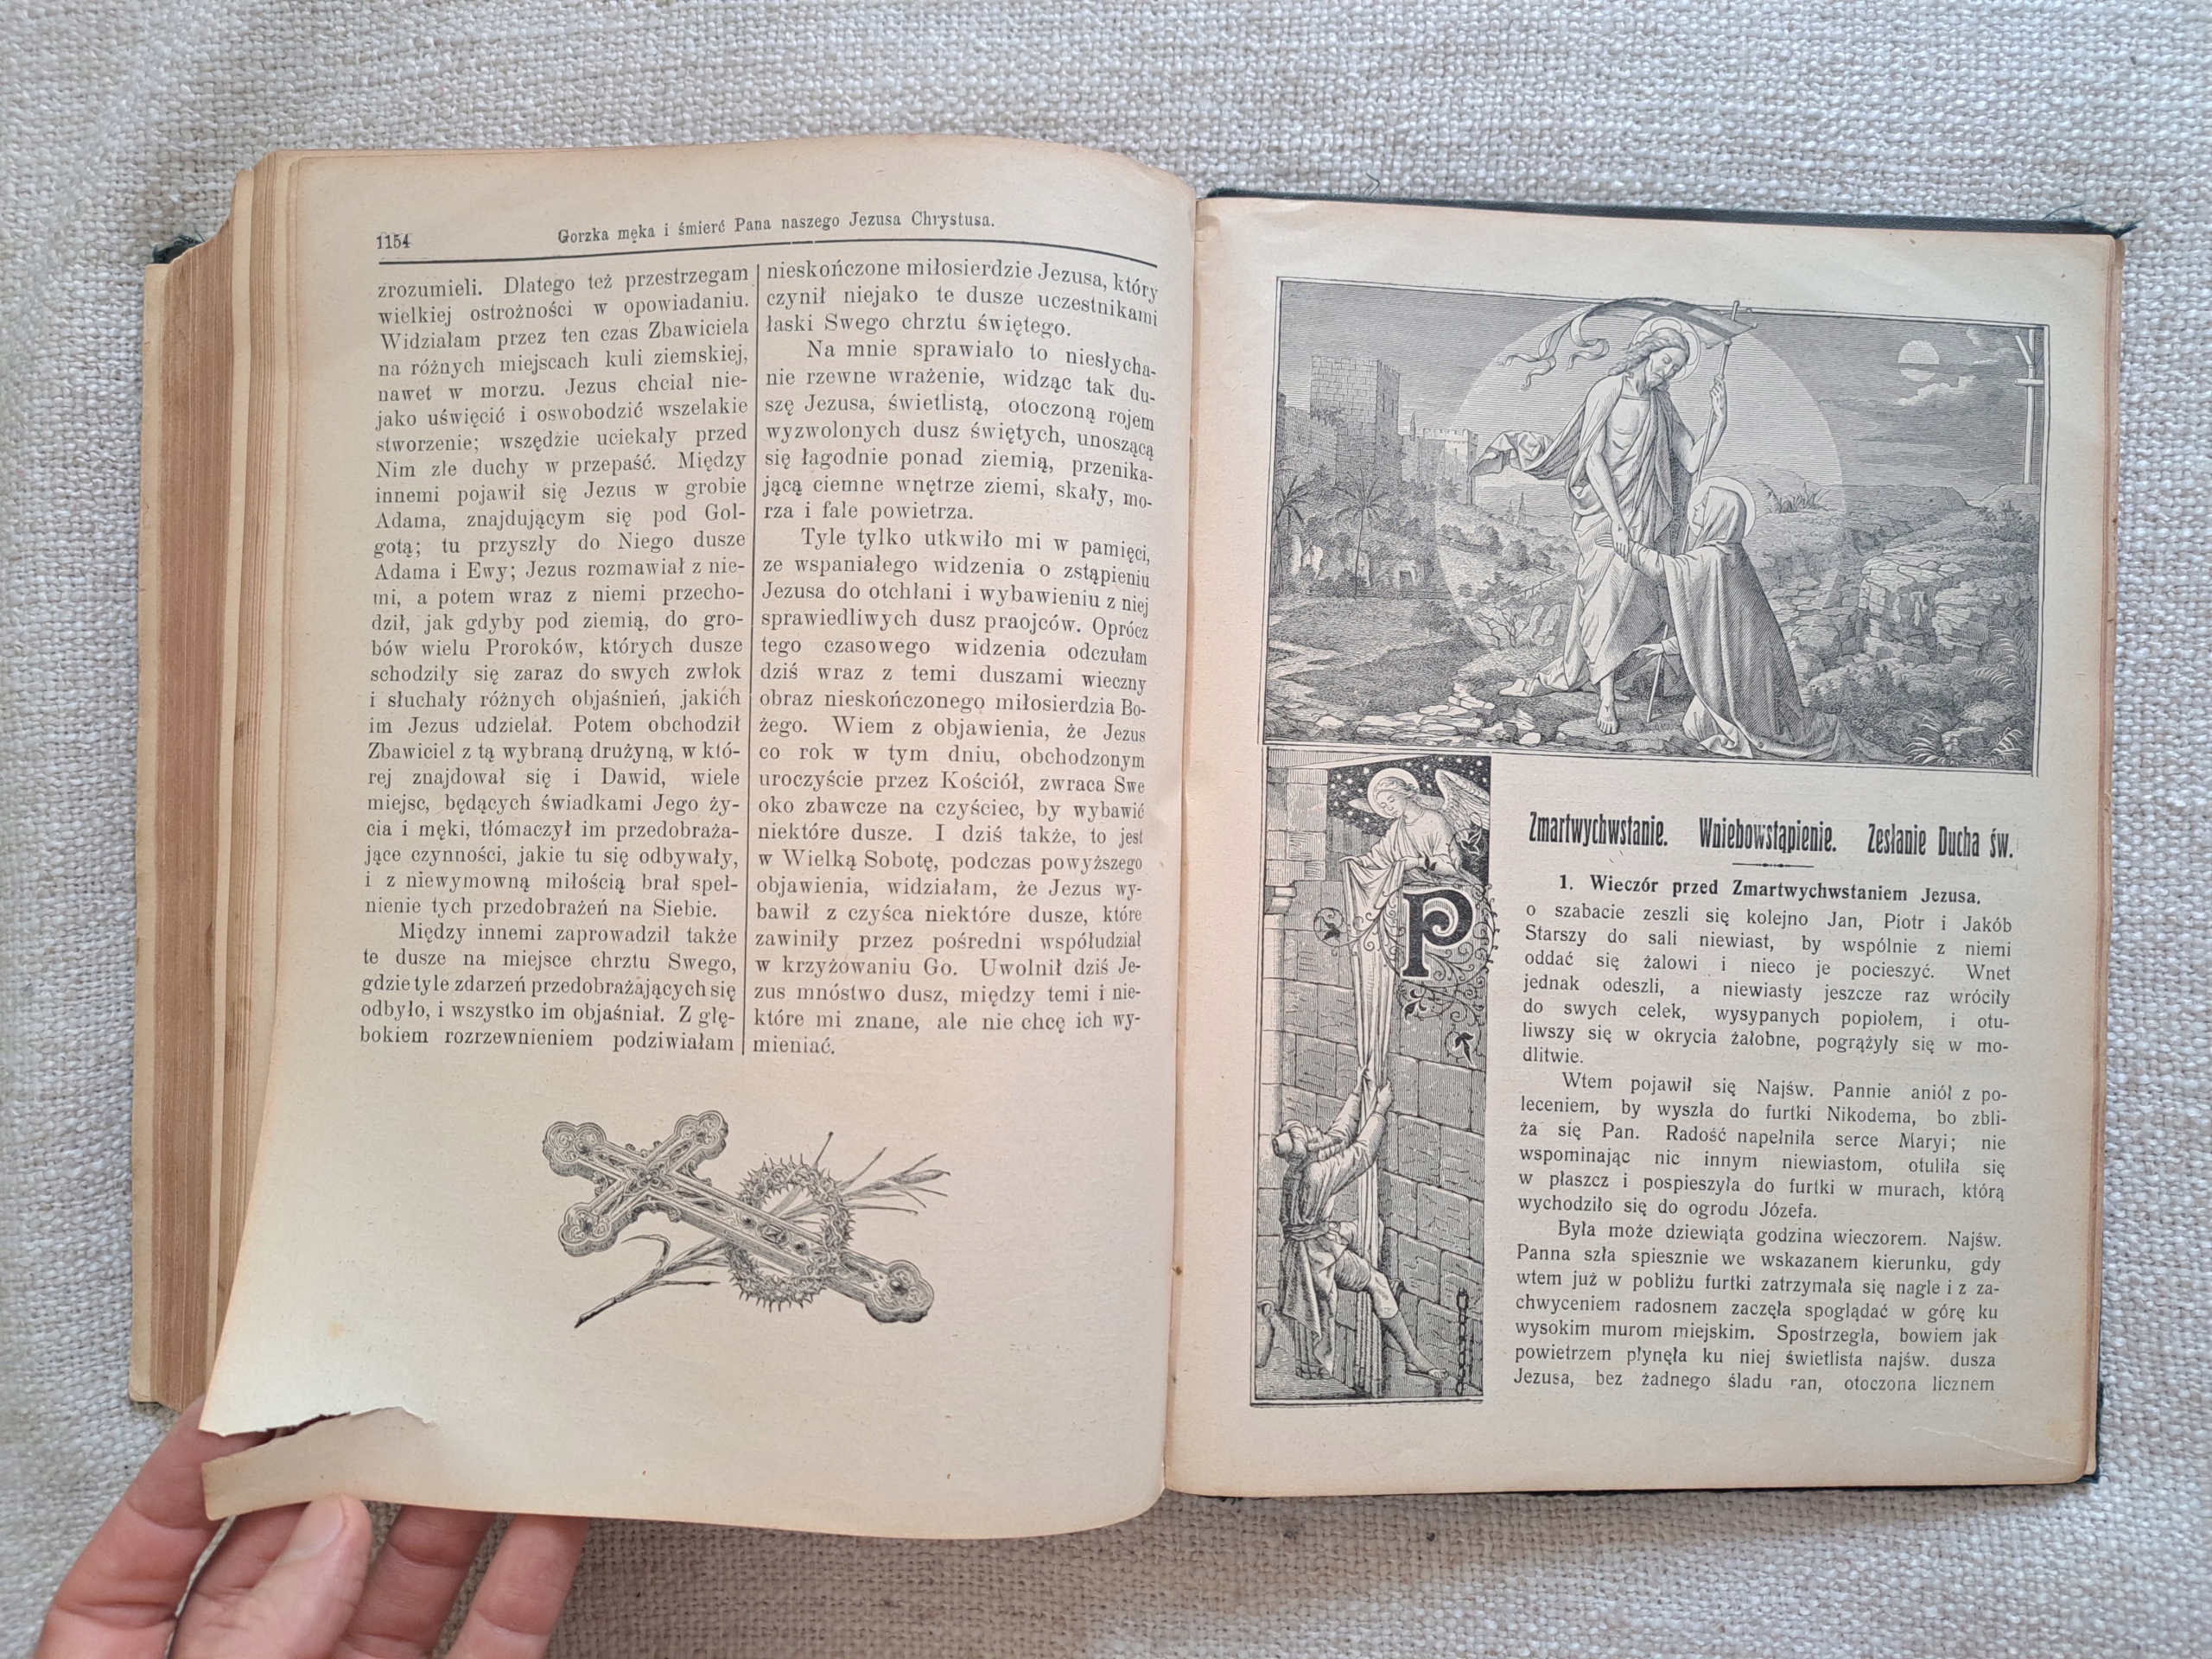 1154
Gorzka męka i śmierć Pana naszego Jezusa Chrystusa.
zrozumieli. Dlatego też przestrzegam
wielkiej ostrożności w opowiadaniu.
Widziałam przez ten czas Zbawiciela
na różnych miejscach kuli ziemskiej,
nawet w morzu. Jezus chciał nie-
jako uświęcić i oswobodzić wszelakie
stworzenie; wszędzie uciekały przed
Nim złe duchy w przepaść. Między
innemi pojawił się Jezus w grobie
Adama, znajdującym się pod Gol-
gotą; tu przyszły do Niego dusze
Adama i Ewy; Jezus rozmawiał z nie-
mi, a potem wraz z niemi przecho-
dził, jak gdyby pod ziemią, do gro-
bów wielu Proroków, których dusze
schodziły się zaraz do swych zwłok
i słuchały różnych objaśnień, jakich
im Jezus udzielał. Potem obchodził
Zbawiciel z tą wybraną drużyną, w któ-
rej znajdował się i Dawid, wiele
miejsc, będących świadkami Jego ży-
cia i męki, tłómaczył im przedobraża-
jące czynności, jakie tu się odbywały,
i z niewymowną miłością brał speł-
nienie tych przedobrażeń na Siebie.
Między innemi zaprowadził także
te dusze na miejsce chrztu Swego,
gdzie tyle zdarzeń przedobrażających się
odbyło, i wszystko im objaśniał. Z głę-
bokiem rozrzewnieniem podziwiałam
nieskończone miłosierdzie Jezusa, który
czynił niejako te dusze uczestnikami
łaski Swego chrztu świętego.
Na mnie sprawiało to niesłycha-
nie rzewne wrażenie, widząc tak du-
szę Jezusa, świetlistą, otoczoną rojem
wyzwolonych dusz świętych, unoszącą
się łagodnie ponad ziemią, przenika-
jącą ciemne wnętrze ziemi, skały, mo-
rza i fale powietrza.
Tyle tylko utkwiło mi w pamięci,
ze wspaniałego widzenia o zstąpieniu
Jezusa do otchłani i wybawieniu z niej
sprawiedliwych dusz praojców. Oprócz
tego czasowego widzenia odczułam
dziś wraz z temi duszami wieczny
obraz nieskończonego miłosierdzia Bo-
żego. Wiem z objawienia, że Jezus
co rok w tym dniu, obchodzonym
uroczyście przez Kościół, zwraca Swe
oko zbawcze na czyściec, by wybawić
niektóre dusze. I dziś także, to jest
w Wielką Sobotę, podczas powyższego
objawienia, widziałam, że Jezus wy-
bawił z czyśca niektóre dusze, które
zawiniły przez pośredni współudział
w krzyżowaniu Go. Uwolnił dziś Je-
zus mnóstwo dusz, między temi i nie-
które mi znane, ale nie chcę ich wy-
mieniać.
Zmartwychwstanie. Wniebowstąpienie. Zesłanie Ducha św.
1. Wieczór przed Zmartwychwstaniem Jezusa.
P
o szabacie zeszli się kolejno Jan, Piotr i Jakób
Starszy do sali niewiast, by wspólnie z niemi
oddać się żalowi i nieco je pocieszyć. Wnet
jednak odeszli, a niewiasty jeszcze raz wróciły
do swych celek, wysypanych popiołem, i otu-
liwszy się w okrycia żałobne, pogrążyły się w mo-
dlitwie.
Wtem pojawił się Najśw. Pannie anioł z po-
leceniem, by wyszła do furtki Nikodema, bo zbli-
ża się Pan. Radość napełniła serce Maryi; nie
wspominając nic innym niewiastom, otuliła się
w płaszcz i pospieszyła do furtki w murach, którą
wychodziło się do ogrodu Józefa.
Była może dziewiąta godzina wieczorem. Najśw.
Panna szła spiesznie we wskazanem kierunku, gdy
wtem już w pobliżu furtki zatrzymała się nagle i z za-
chwyceniem radosnem zaczęła spoglądać w górę ku
wysokim murom miejskim. Spostrzegła, bowiem jak
powietrzem płynęła ku niej świetlista najśw. dusza
Jezusa, bez żadnego śladu ran, otoczona licznem